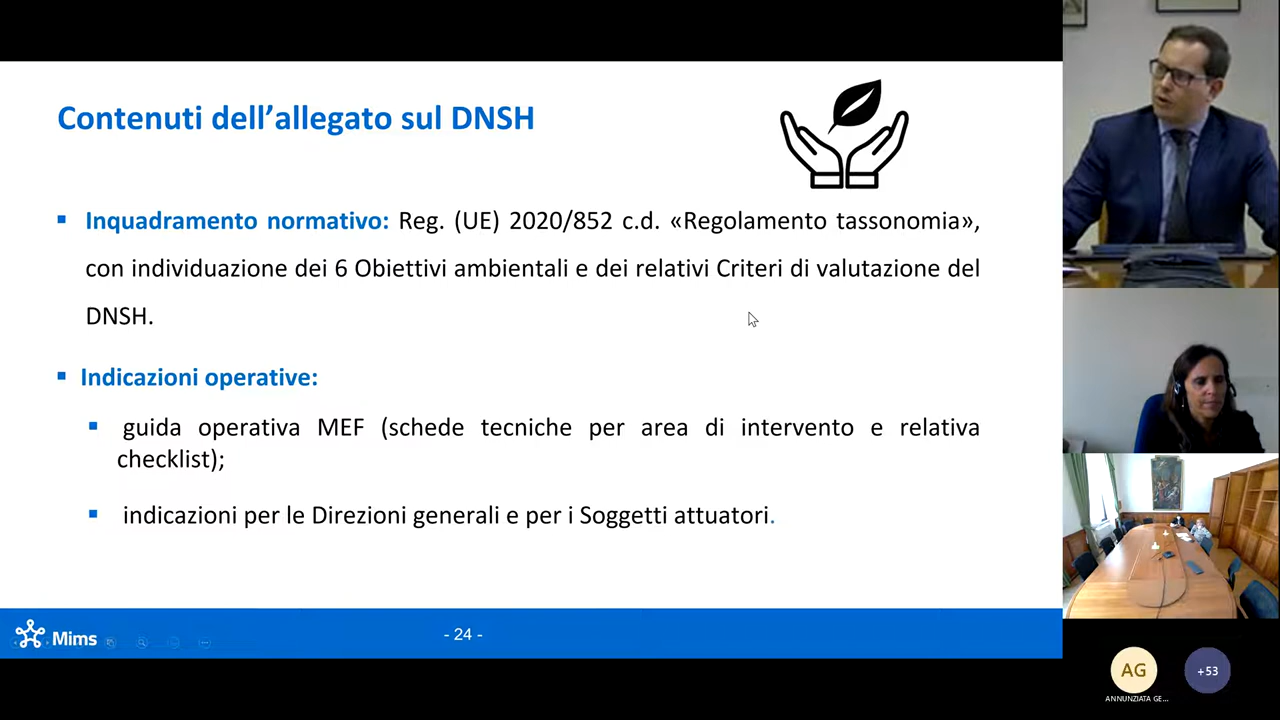 Contenuti dell’allegato sul DNSH
Inquadramento normativo: Reg. (UE) 2020/852 c.d. «Regolamento tassonomia»,
con individuazione dei 6 Obiettivi ambientali e dei relativi Criteri di valutazione del
DNSH.
Indicazioni operative:
guida operativa MEF (schede tecniche per area di intervento e relativa
checklist);
indicazioni per le Direzioni generali e per i Soggetti attuatori.
Mims
- 24 -
AG
+53
ANNUNZIATA GE...